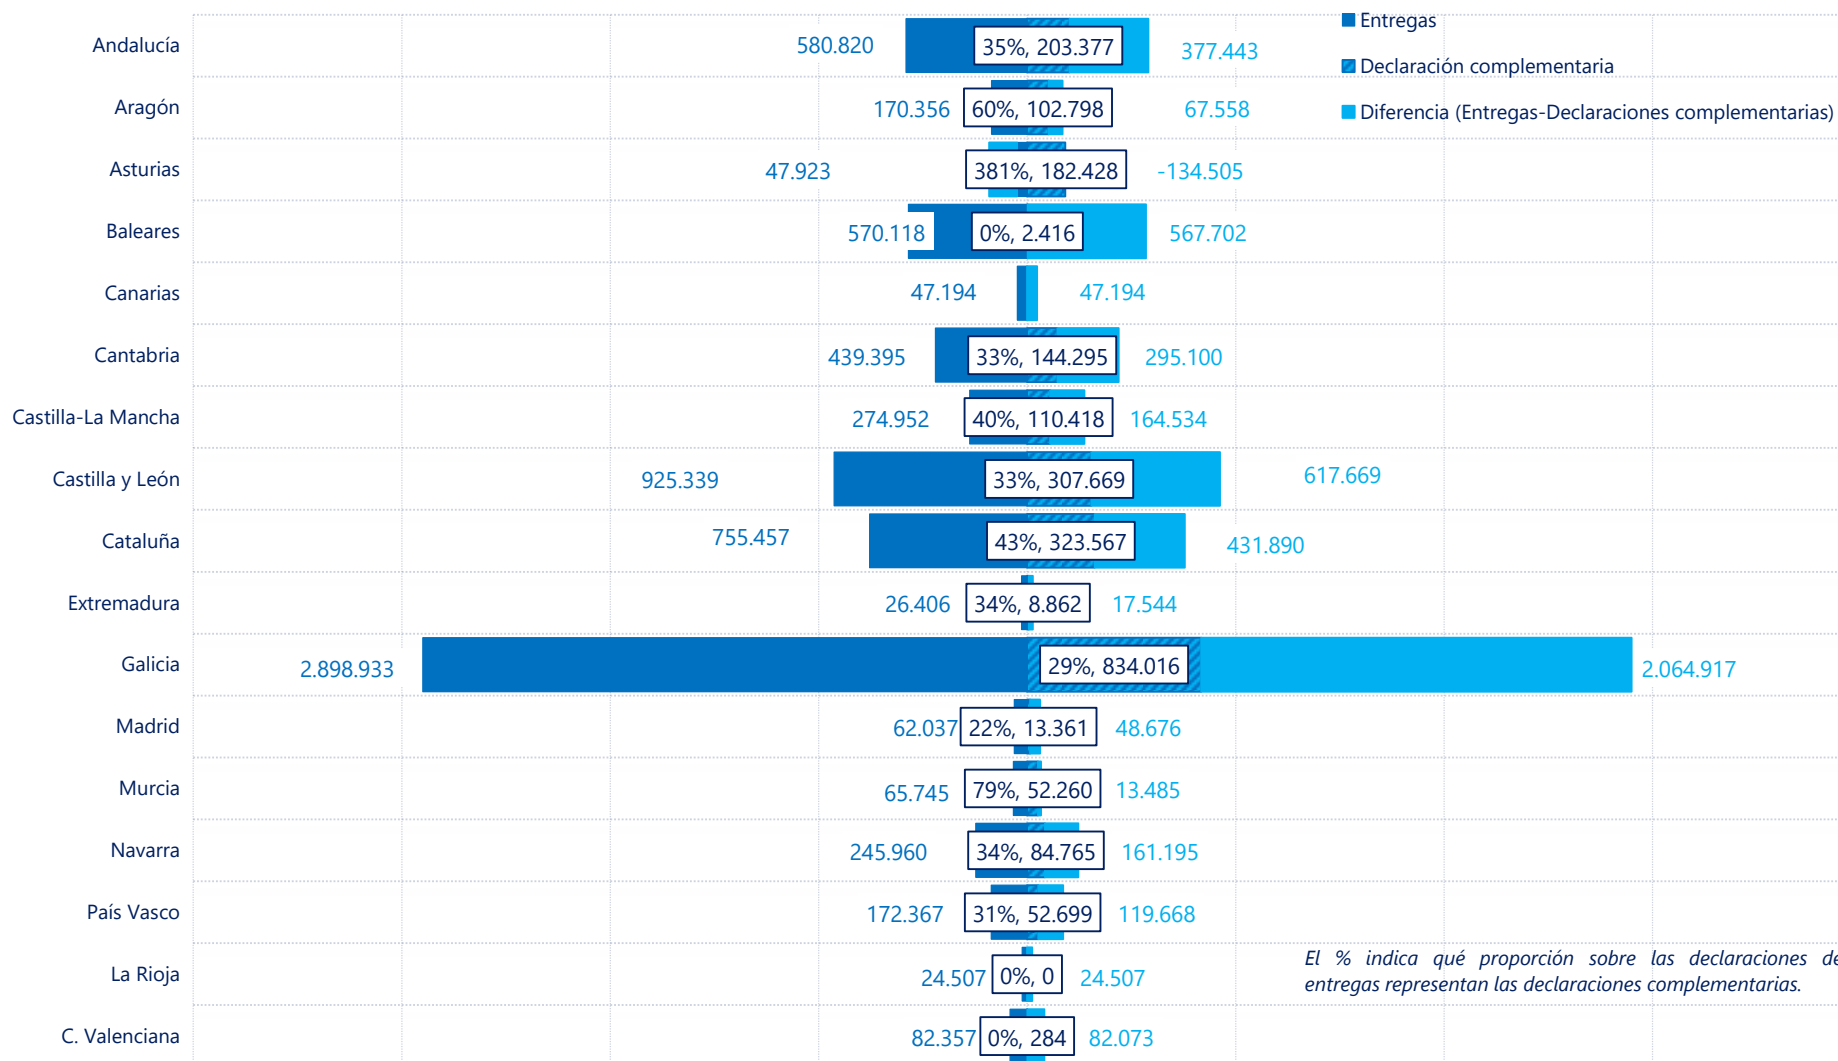 Entregas
Andalucía 580.820 35%, 203.377 377.443
Declaración complementaria
Aragón 170.356 60%, 102.798 67.558
Diferencia (Entregas-Declaraciones complementarias)
Asturias 47.923 381%, 182.428 -134.505
Baleares 570.118 0%, 2.416 567.702
Canarias 47.194 47.194
Cantabria 439.395 33%, 144.295 295.100
Castilla-La Mancha 274.952 40%, 110.418 164.534
Castilla y León 925.339 33%, 307.669 617.669
Cataluña 755.457 43%, 323.567 431.890
Extremadura 26.406 34%, 8.862 17.544
Galicia 2.898.933 29%, 834.016 2.064.917
Madrid 62.037 22%, 13.361 48.676
Murcia 65.745 79%, 52.260 13.485
Navarra 245.960 34%, 84.765 161.195
País Vasco 172.367 31%, 52.699 119.668
La Rioja 24.507 0%, 0 24.507
El % indica qué proporción sobre las declaraciones de
entregas representan las declaraciones complementarias.
C. Valenciana 82.357 0%, 284 82.073